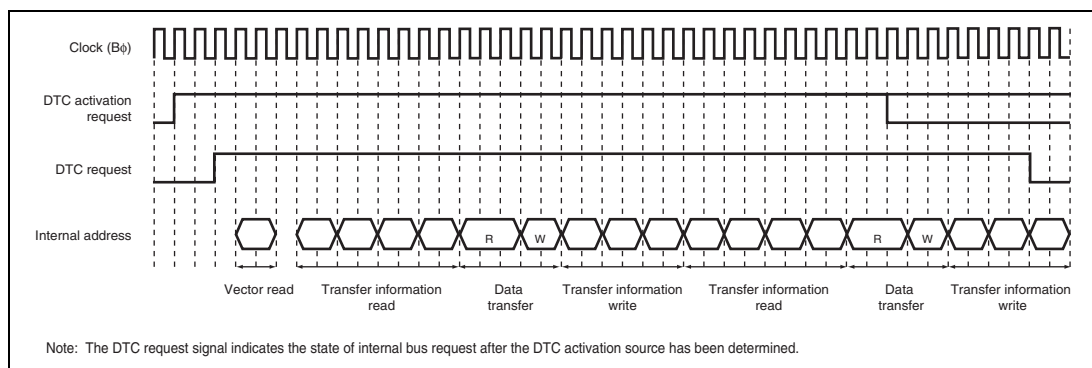 Clock (Bϕ)
DTC activation
request
DTC request
Internal address
R
W
R
W
Vector read
Transfer information
read
Data
transfer
Transfer information
write
Transfer information
read
Data
transfer
Transfer information
write
Note: The DTC request signal indicates the state of internal bus request after the DTC activation source has been determined.